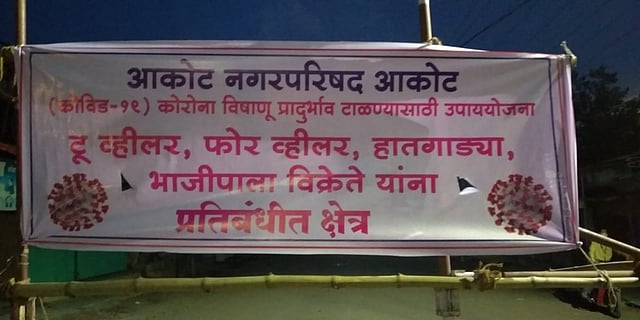 आकोट नगरपरिषद आकोट
(कोविड-१९) कोरोना विषाणू प्रादुर्भाव टाळण्यासाठी उपाययोजना
टू व्हीलर, फोर व्हीलर, हातगाड्या,
भाजीपाला विक्रेते यांना
प्रतिबंधीत क्षेत्र